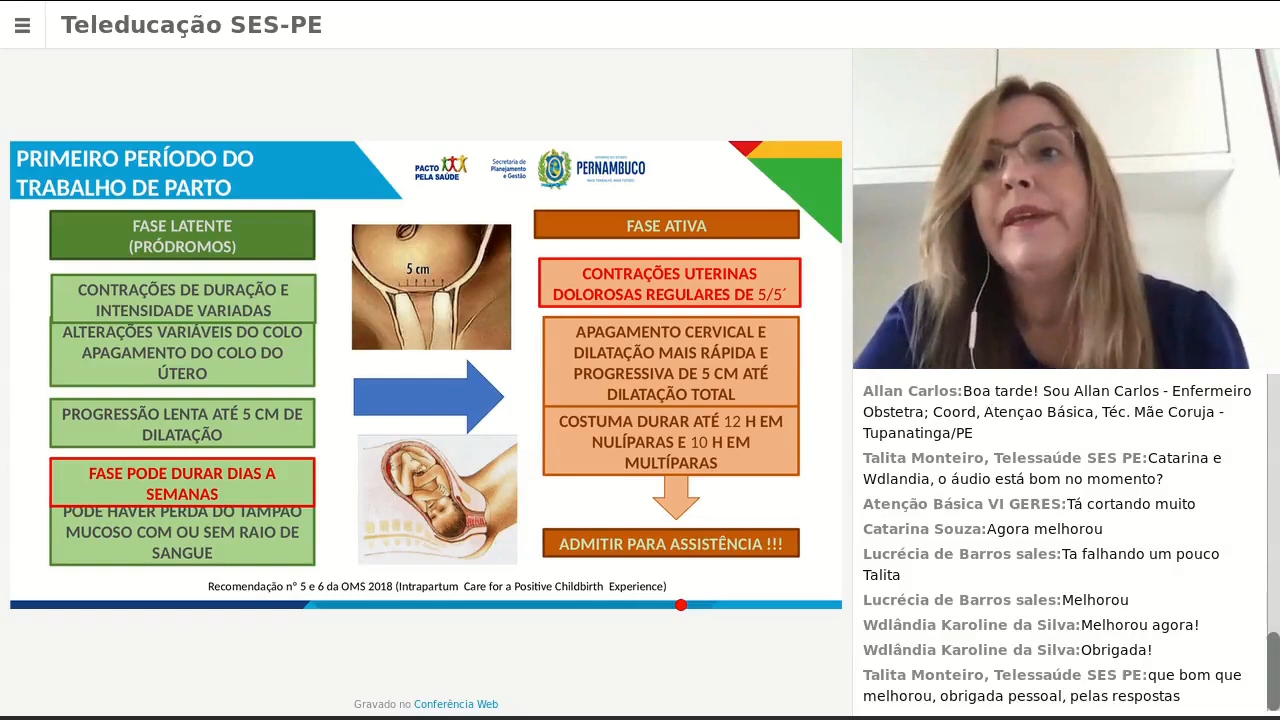 Teleducação SES-PE
PRIMEIRO PERÍODO DO
TRABALHO DE PARTO
PACTO
PELA SAÚDE
Secretaria de
Planejamento
e Gestão
PERNAMBUCO
FASE LATENTE
(PRÓDROMOS)
CONTRAÇÕES DE DURAÇÃO E
INTENSIDADE VARIADAS
ALTERAÇÕES VARIÁVEIS DO COLO
APAGAMENTO DO COLO DO
ÚTERO
PROGRESSÃO LENTA ATÉ 5 CM DE
DILATAÇÃO
FASE PODE DURAR DIAS A
SEMANAS
PODE HAVER PERDA DO TAMPÃO
MUCOSO COM OU SEM RAIO DE
SANGUE
5 cm
FASE ATIVA
CONTRAÇÕES UTERINAS
DOLOROSAS REGULARES DE 5/5´
APAGAMENTO CERVICAL E
DILATAÇÃO MAIS RÁPIDA E
PROGRESSIVA DE 5 CM ATÉ
DILATAÇÃO TOTAL
COSTUMA DURAR ATÉ 12 H EM
NULÍPARAS E 10 H EM
MULTÍPARAS
ADMITIR PARA ASSISTÊNCIA !!!
Recomendação nº 5 e 6 da OMS 2018 (Intrapartum Care for a Positive Childbirth Experience)
Allan Carlos:Boa tarde! Sou Allan Carlos - Enfermeiro
Obstetra; Coord, Atençao Básica, Téc. Mãe Coruja -
Tupanatinga/PE
Talita Monteiro, Telessaúde SES PE:Catarina e
Wdlandia, o áudio está bom no momento?
Atenção Básica VI GERES:Tá cortando muito
Catarina Souza:Agora melhorou
Lucrécia de Barros sales:Ta falhando um pouco
Talita
Lucrécia de Barros sales:Melhorou
Wdlândia Karoline da Silva:Melhorou agora!
Wdlândia Karoline da Silva:Obrigada!
Talita Monteiro, Telessaúde SES PE:que bom que
melhorou, obrigada pessoal, pelas respostas
Gravado no Conferência Web